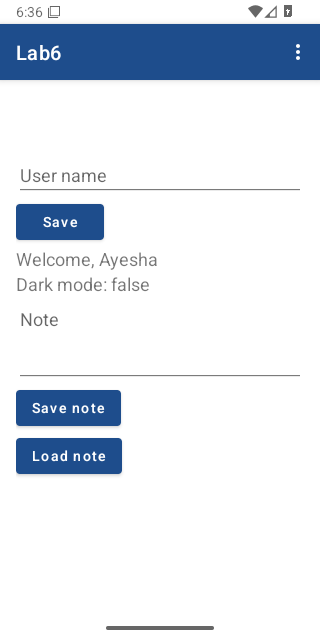 6:36
Lab6
User name
Save
Welcome, Ayesha
Dark mode: false
Note
Save note
Load note